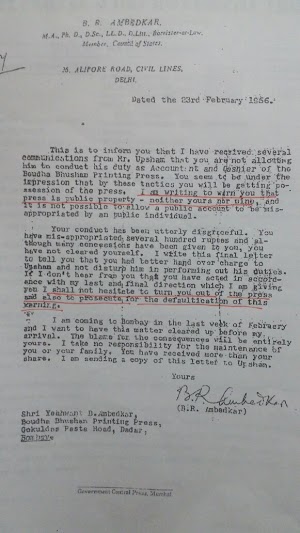 B. R. AMBEDKAR,
M.A., Ph. D., D.Sc., LL. D., D.Litt., Barrister-at-Law,
Member, Council of States.
26, ALIPORE ROAD, CIVIL LINES,
DELHI.
Dated the 23rd February 1956.
This is to inform you that I have received several
communications from Mr. Upsham that you are not allowing
him to conduct his duty as Accountant and Cashier of the
Boudha Bhushan Printing Press. You seem to be under the
impression that by these tactics you will be getting po-
ssession of the press. I am writing to warn you that
press is public property - neither yours nor mine, and
it is not possible to allow a public account to be mis-
appropriated by an public individual.
Your conduct has been utterly disgraceful. You
have mis-appropriated several hundred rupees and al-
though many concessions have been given to you, you
have not cleared yourself. I write this final letter
to tell you that you had better hand over charge to
Upsham and not disturb him in performing out his duties.
If I don't hear from you that you have acted in accord-
ance with my last and final direction which I am giving
you I shall not hesitate to turn you out of the press
and also to prosecute for the defaultication of this
warning.
I am coming to Bombay in the last week of February
and I want to have this matter cleared up before my
arrival. The blame for the consequences will be entirely
yours. I take no responsibility for the maintenance of
you or your family. You have received more than your
share. I am sending a copy of this letter to Upsham.
Yours
B.R. Ambedkar
(B.R. Ambedkar)
Shri Yeshwant B.Ambedkar,
Boudha Bhushan Printing Press,
Gokuldas Pasta Road, Dadar,
Bombay.
Government Central Press, Mumbai